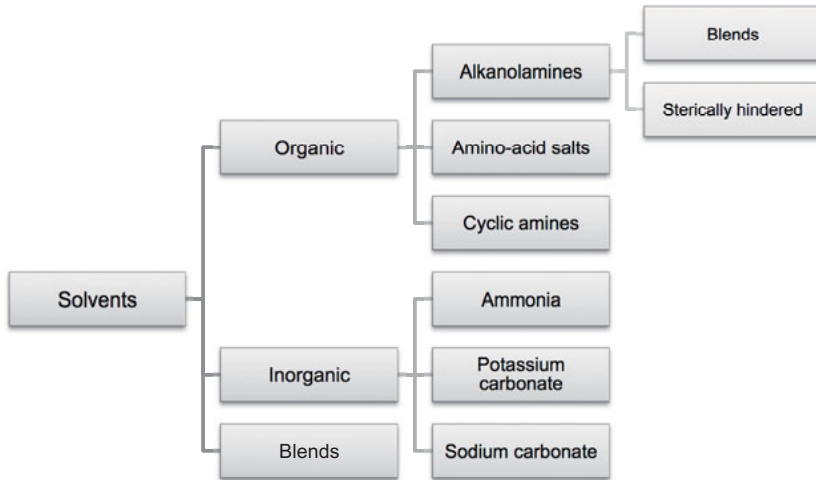 Solvents
Organic
Alkanolamines
Blends
Sterically hindered
Amino-acid salts
Cyclic amines
Inorganic
Ammonia
Potassium
carbonate
Sodium carbonate
Blends